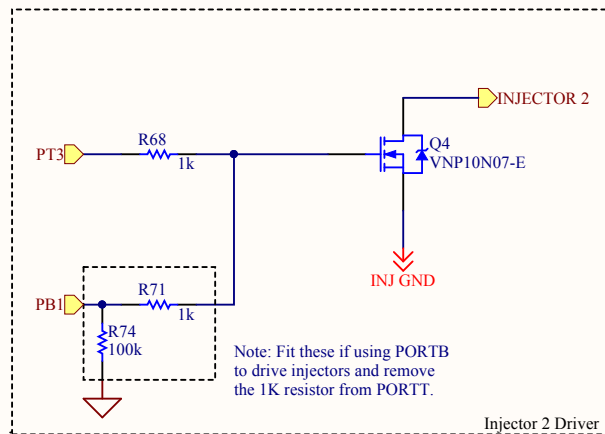 INJECTOR 2
R68
PT3
1k
Q4
VNP10N07-E
INJ GND
R71
PB1
1k
R74
100k
Note: Fit these if using PORTB
to drive injectors and remove
the 1K resistor from PORTT.
Injector 2 Driver